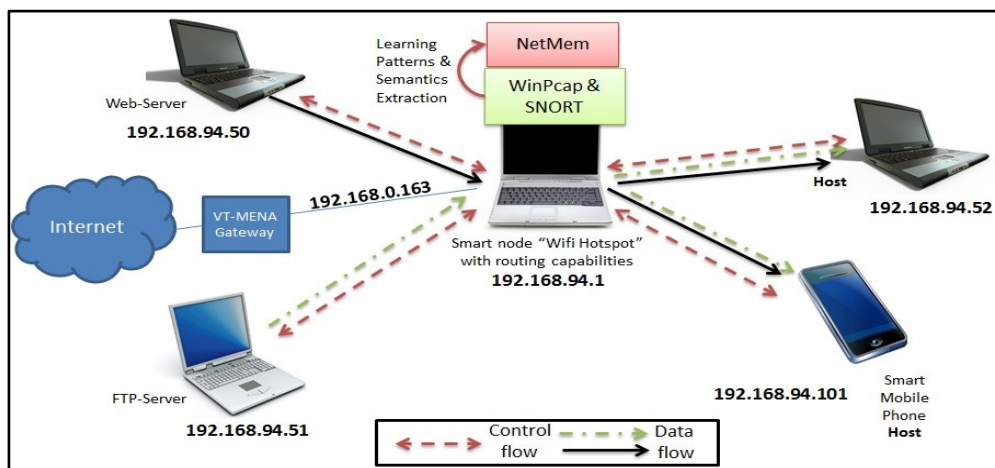 NetMem
Learning
Patterns &
Semantics
Extraction
WinPcap &
SNORT
Web-Server
192.168.94.50
Host
192.168.94.52
192.168.0.163
Internet
VT-MENA
Gateway
Smart node “Wifi Hotspot”
with routing capabilities
192.168.94.1
FTP-Server
192.168.94.51
192.168.94.101
Smart
Mobile
Phone
Host
Control
flow
Data
flow